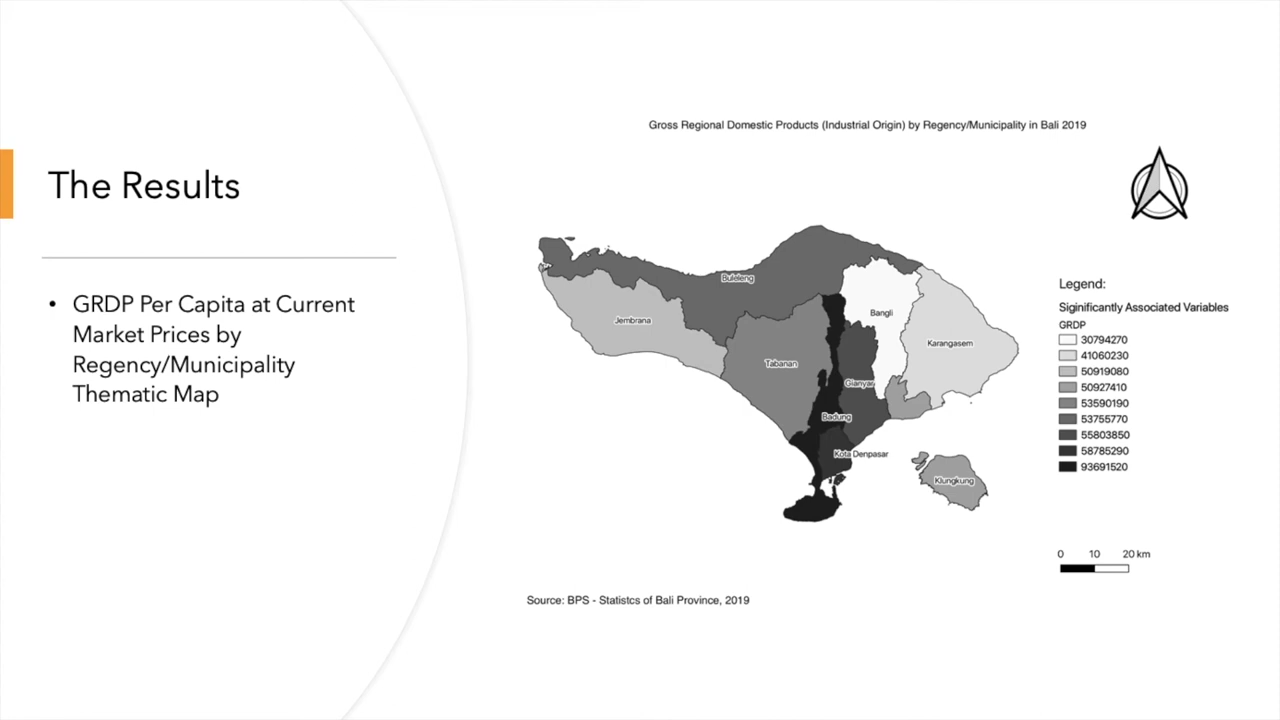 The Results
• GRDP Per Capita at Current
Market Prices by
Regency/Municipality
Thematic Map
Gross Regional Domestic Products (Industrial Origin) by Regency/Municipality in Bali 2019
Buleleng
Bangli
Jembrana
Karangasem
Tabanan
Gianyar
Badung
Kota Denpasar
Klungkung
Legend:
Siginificantly Associated Variables
GRDP
30794270
41060230
50919080
50927410
53590190
53755770
55803850
58785290
93691520
0 10 20 km
Source: BPS - Statistcs of Bali Province, 2019